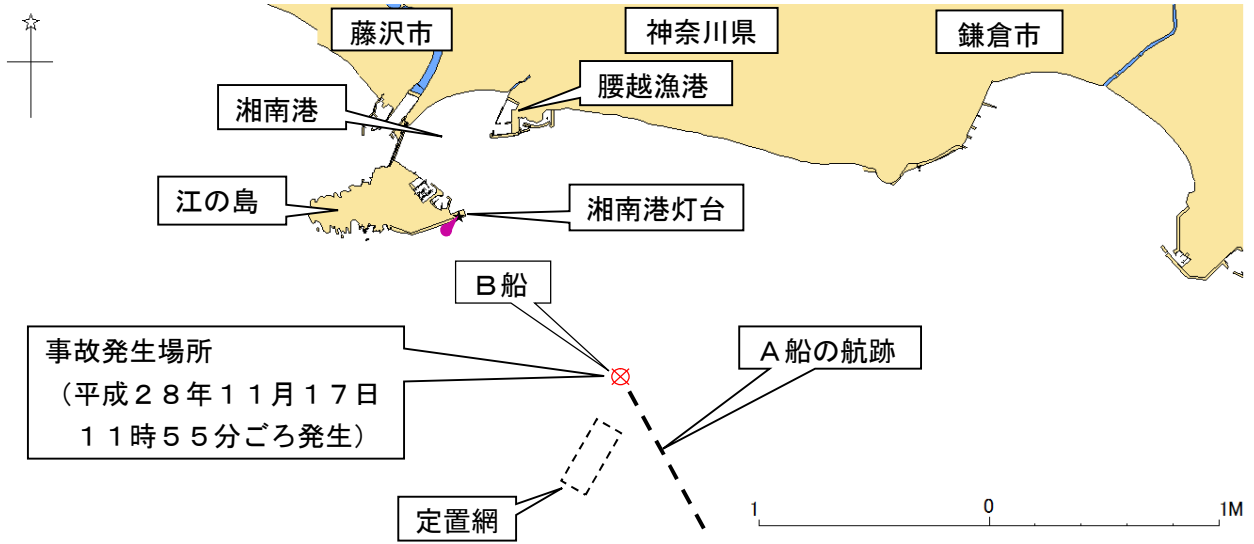 藤沢市
神奈川県
鎌倉市
腰越漁港
湘南港
江の島
湘南港灯台
B船
事故発生場所
(平成28年11月17日
11時55分ごろ発生)
A船の航跡
定置網
1 0 1M